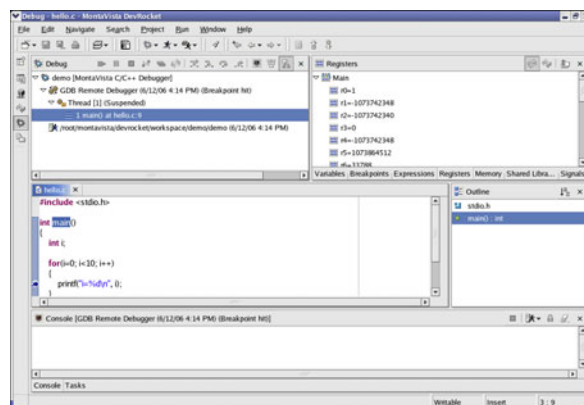 Debug - hello.c - MontaVista DevRocket
File Edit Navigate Search Project Run Window Help
Debug
demo [MontaVista C/C++ Debugger]
GDB Remote Debugger (6/12/06 4:14 PM) (Breakpoint hit)
Thread [1] (Suspended)
1 main() at hello.c:9
/root/montavista/devrocket/workspace/demo/demo (6/12/06 4:14 PM)
Registers
Main
r0=1
r1=-1073742348
r2=-1073742340
r3=0
r4=-1073742348
r5=1073864512
r6=33788
Variables Breakpoints Expressions Registers Memory Shared Libra... Signals
hello.c
#include <stdio.h>
int main()
{
int i;
for(i=0; i<10; i++)
{
printf("i=%d\n", i);
}
Outline
stdio.h
main() : int
Console [GDB Remote Debugger (6/12/06 4:14 PM) (Breakpoint hit)]
Console Tasks
Writable Insert 3 : 9